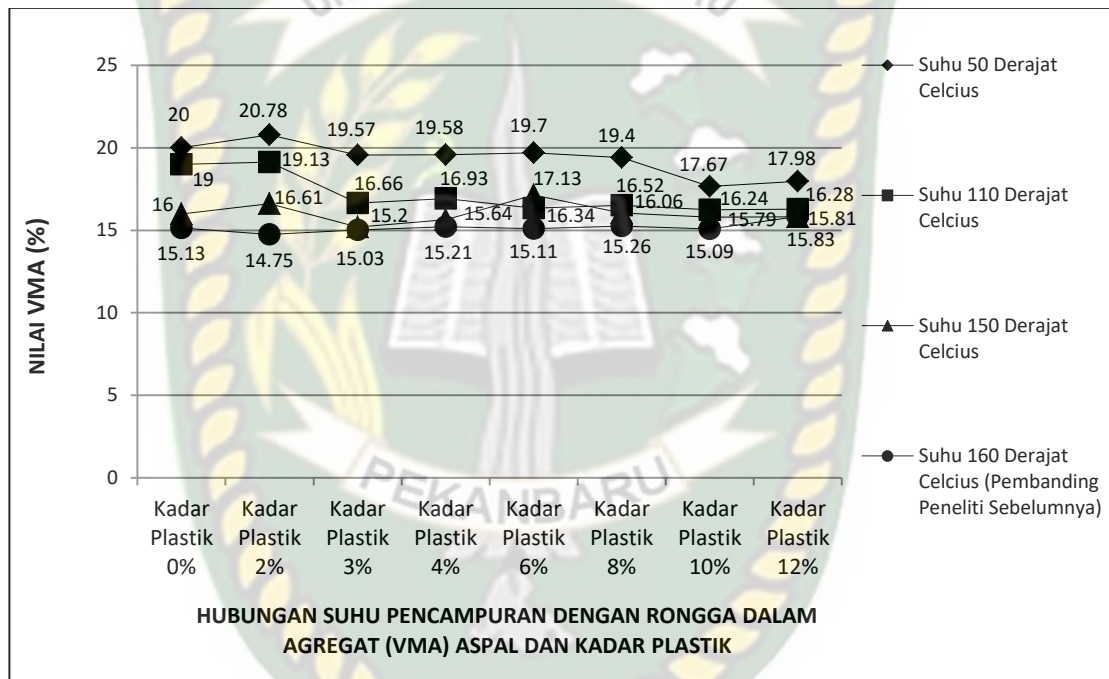 25
20
15
10
5
0
NILAI VMA (%)
20
20.78
19.57
19.58
19.7
19.4
17.67
17.98
19
19.13
16.66
16.93
16.34
16.52
16.24
16.28
16
16.61
15.2
15.64
17.13
16.06
15.79
15.81
15.13
14.75
15.03
15.21
15.11
15.26
15.09
15.83
Kadar Plastik 0%
Kadar Plastik 2%
Kadar Plastik 3%
Kadar Plastik 4%
Kadar Plastik 6%
Kadar Plastik 8%
Kadar Plastik 10%
Kadar Plastik 12%
HUBUNGAN SUHU PENCAMPURAN DENGAN RONGGA DALAM
AGREGAT (VMA) ASPAL DAN KADAR PLASTIK
Suhu 50 Derajat
Celcius
Suhu 110 Derajat
Celcius
Suhu 150 Derajat
Celcius
Suhu 160 Derajat
Celcius (Pembanding
Peneliti Sebelumnya)
PEKANBARU